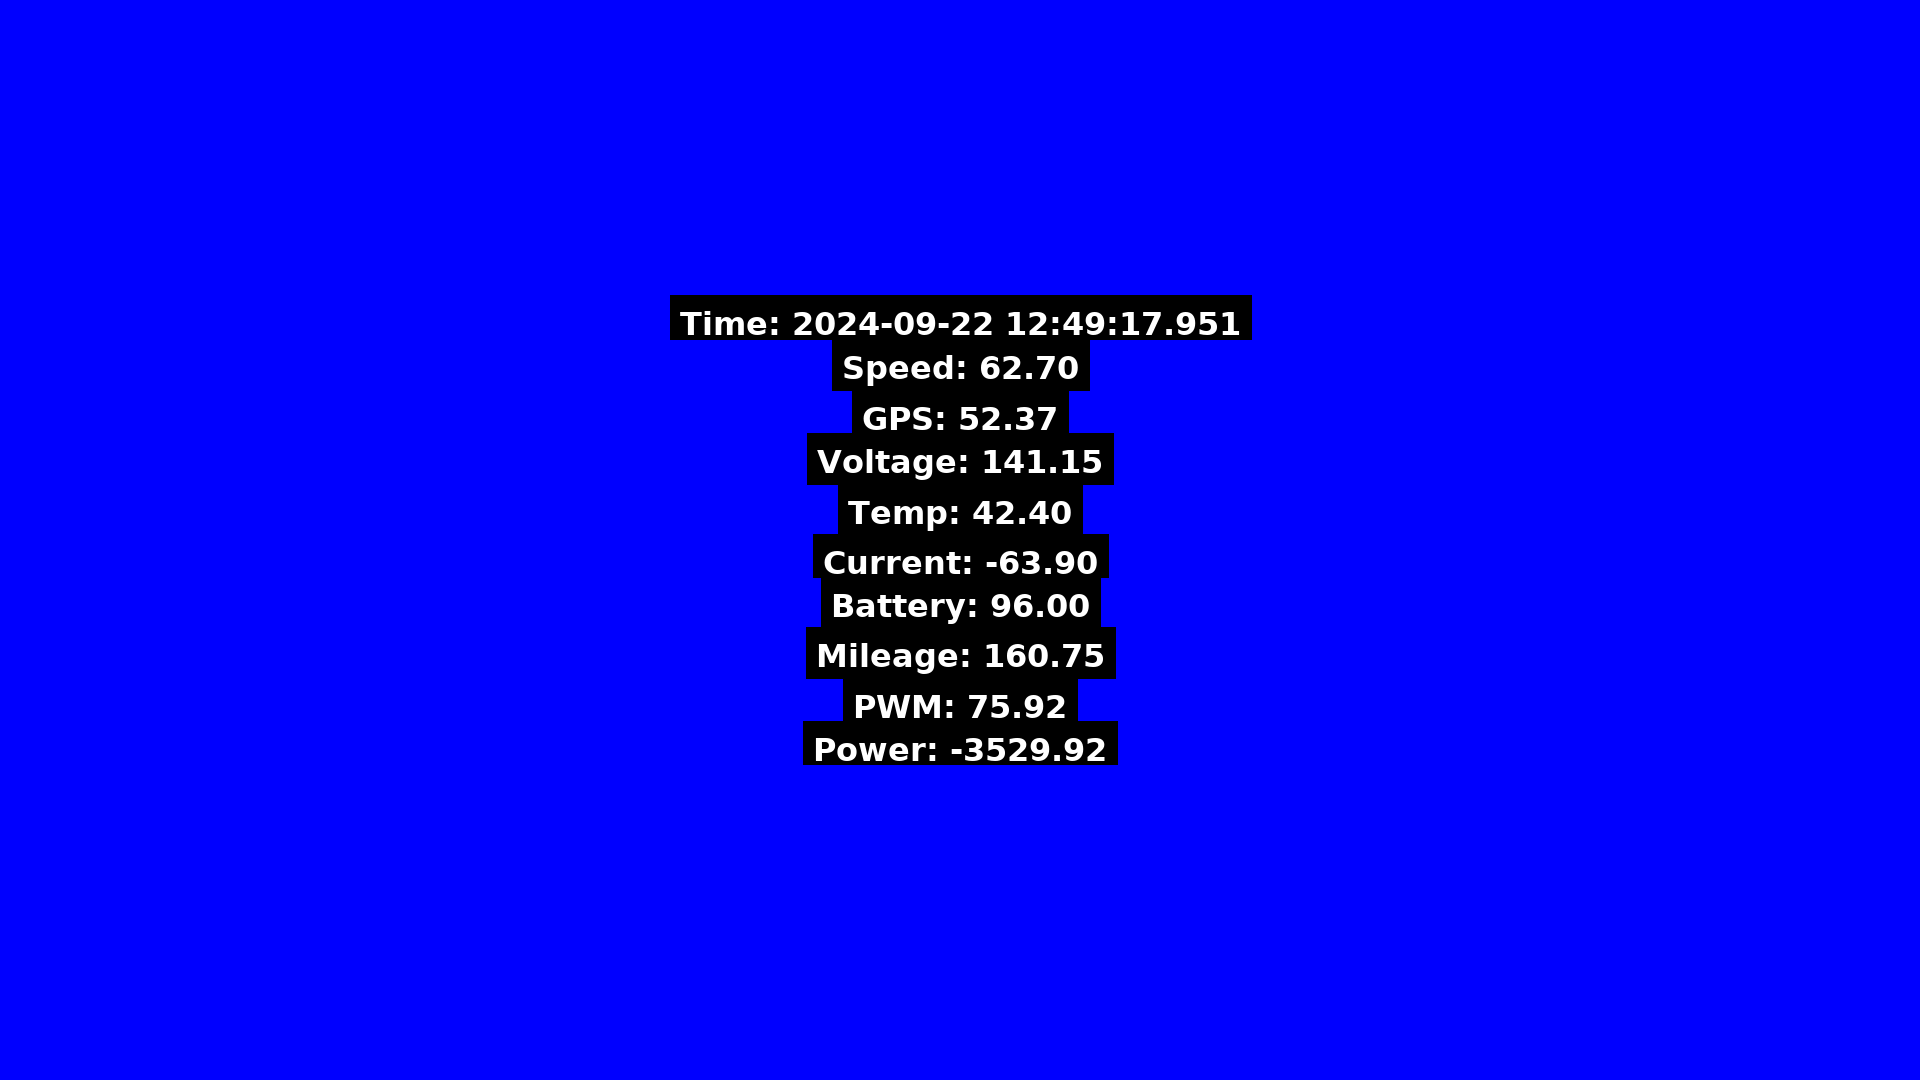 Time: 2024-09-22 12:49:17.951
Speed: 62.70
GPS: 52.37
Voltage: 141.15
Temp: 42.40
Current: -63.90
Battery: 96.00
Mileage: 160.75
PWM: 75.92
Power: -3529.92